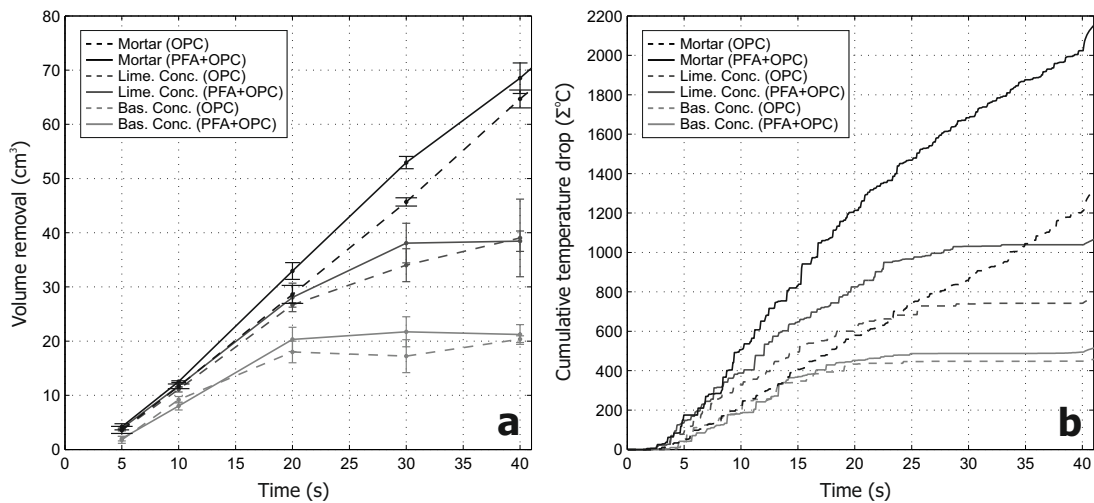 80
70
60
50
40
30
20
10
0
Volume removal (cm³)
Mortar (OPC)
Mortar (PFA+OPC)
Lime. Conc. (OPC)
Lime. Conc. (PFA+OPC)
Bas. Conc. (OPC)
Bas. Conc. (PFA+OPC)
a
0 5 10 15 20 25 30 35 40
Time (s)
2200
2000
1800
1600
1400
1200
1000
800
600
400
200
0
Cumulative temperature drop (Σ°C)
Mortar (OPC)
Mortar (PFA+OPC)
Lime. Conc. (OPC)
Lime. Conc. (PFA+OPC)
Bas. Conc. (OPC)
Bas. Conc. (PFA+OPC)
b
0 5 10 15 20 25 30 35 40
Time (s)